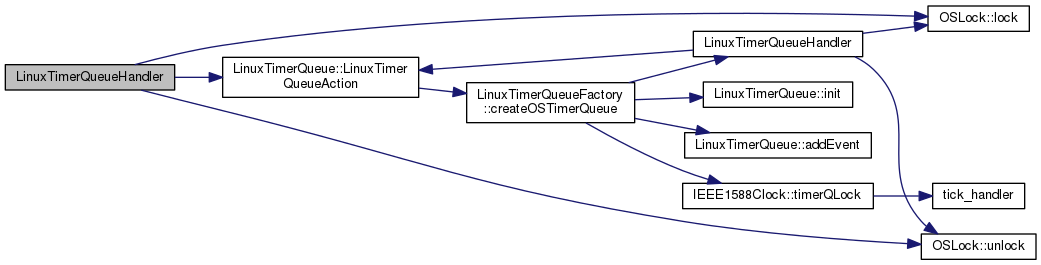 LinuxTimerQueueHandler
LinuxTimerQueue::LinuxTimer
QueueAction
LinuxTimerQueueFactory
::createOSTimerQueue
LinuxTimerQueueHandler
LinuxTimerQueue::init
LinuxTimerQueue::addEvent
IEEE1588Clock::timerQLock
OSLock::lock
tick_handler
OSLock::unlock